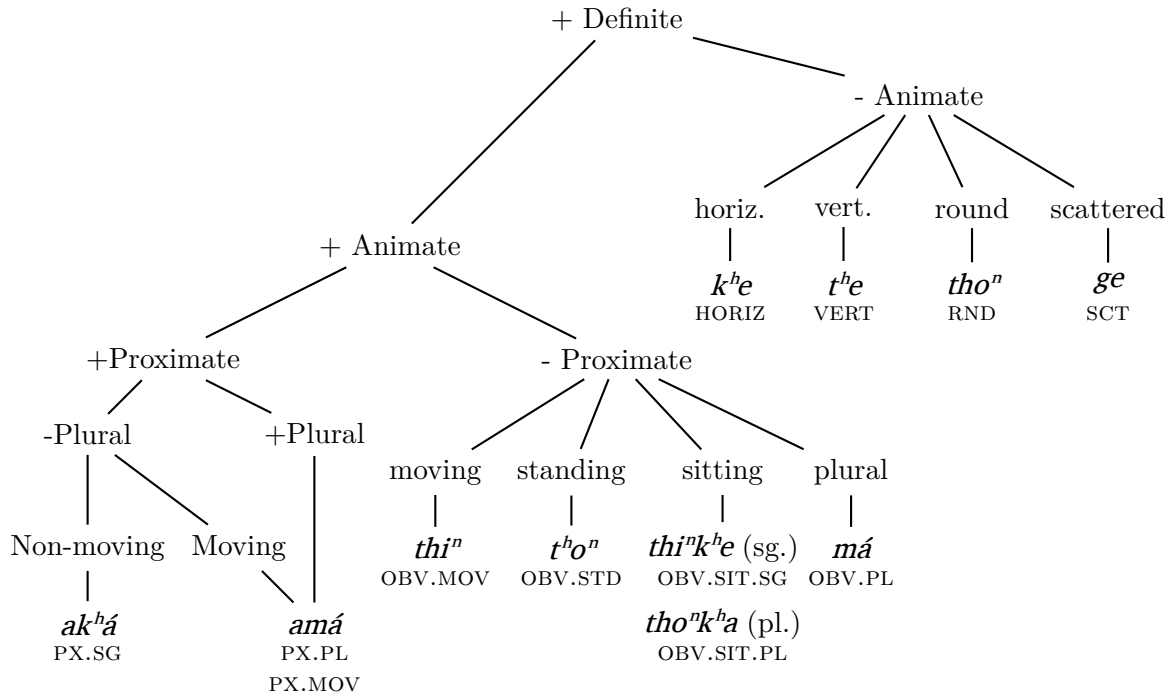 + Definite
- Animate
horiz. vert. round scattered
+ Animate
kʰe tʰe thoⁿ ge
HORIZ VERT RND SCT
+Proximate - Proximate
-Plural +Plural
moving standing sitting plural
Non-moving Moving thiⁿ tʰoⁿ thiⁿkʰe (sg.) má
OBV.MOV OBV.STD OBV.SIT.SG OBV.PL
akʰá amá thoⁿkʰa (pl.)
PX.SG PX.PL OBV.SIT.PL
PX.MOV